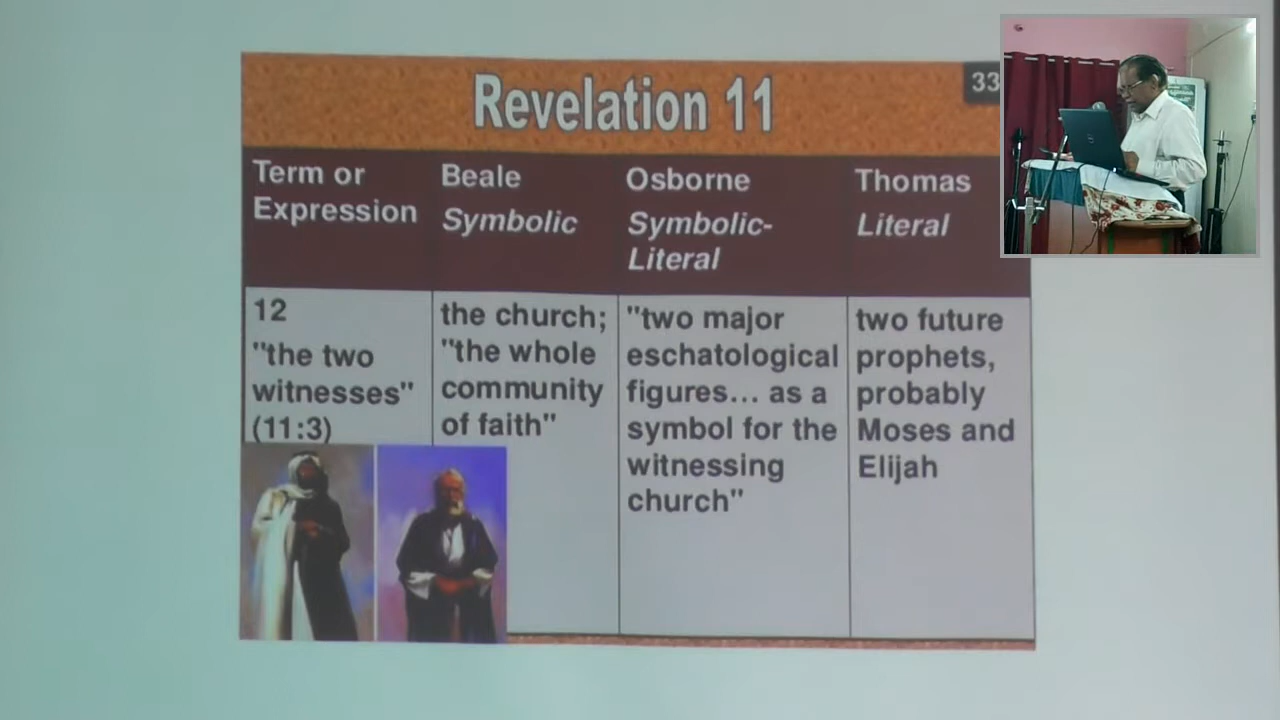 Revelation 11
33
Term or
Expression
Beale
Symbolic
Osborne
Symbolic-
Literal
Thomas
Literal
12
"the two
witnesses"
(11:3)
the church;
"the whole
community
of faith"
"two major
eschatological
figures... as a
symbol for the
witnessing
church"
two future
prophets,
probably
Moses and
Elijah